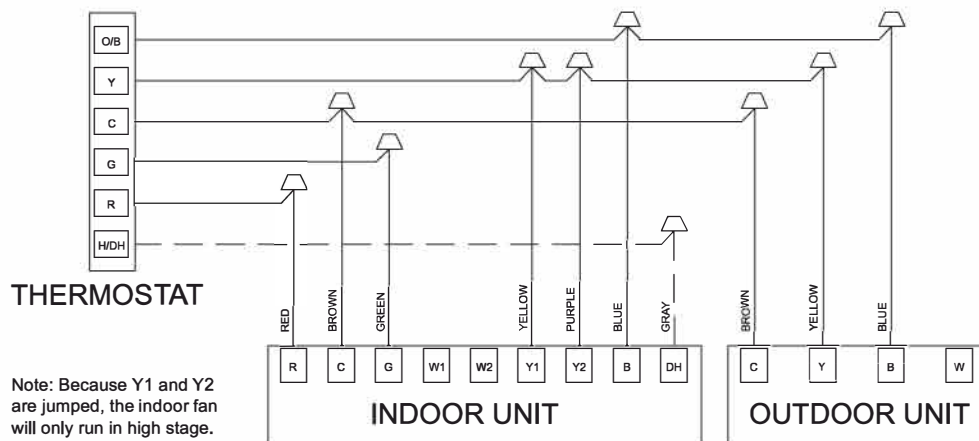 O/B
Y
C
G
R
H/DH
THERMOSTAT
RED
BROWN
GREEN
YELLOW
PURPLE
BLUE
GRAY
BROWN
YELLOW
BLUE
R C G W1 W2 Y1 Y2 B DH
C Y B W
INDOOR UNIT
OUTDOOR UNIT
Note: Because Y1 and Y2
are jumped, the indoor fan
will only run in high stage.